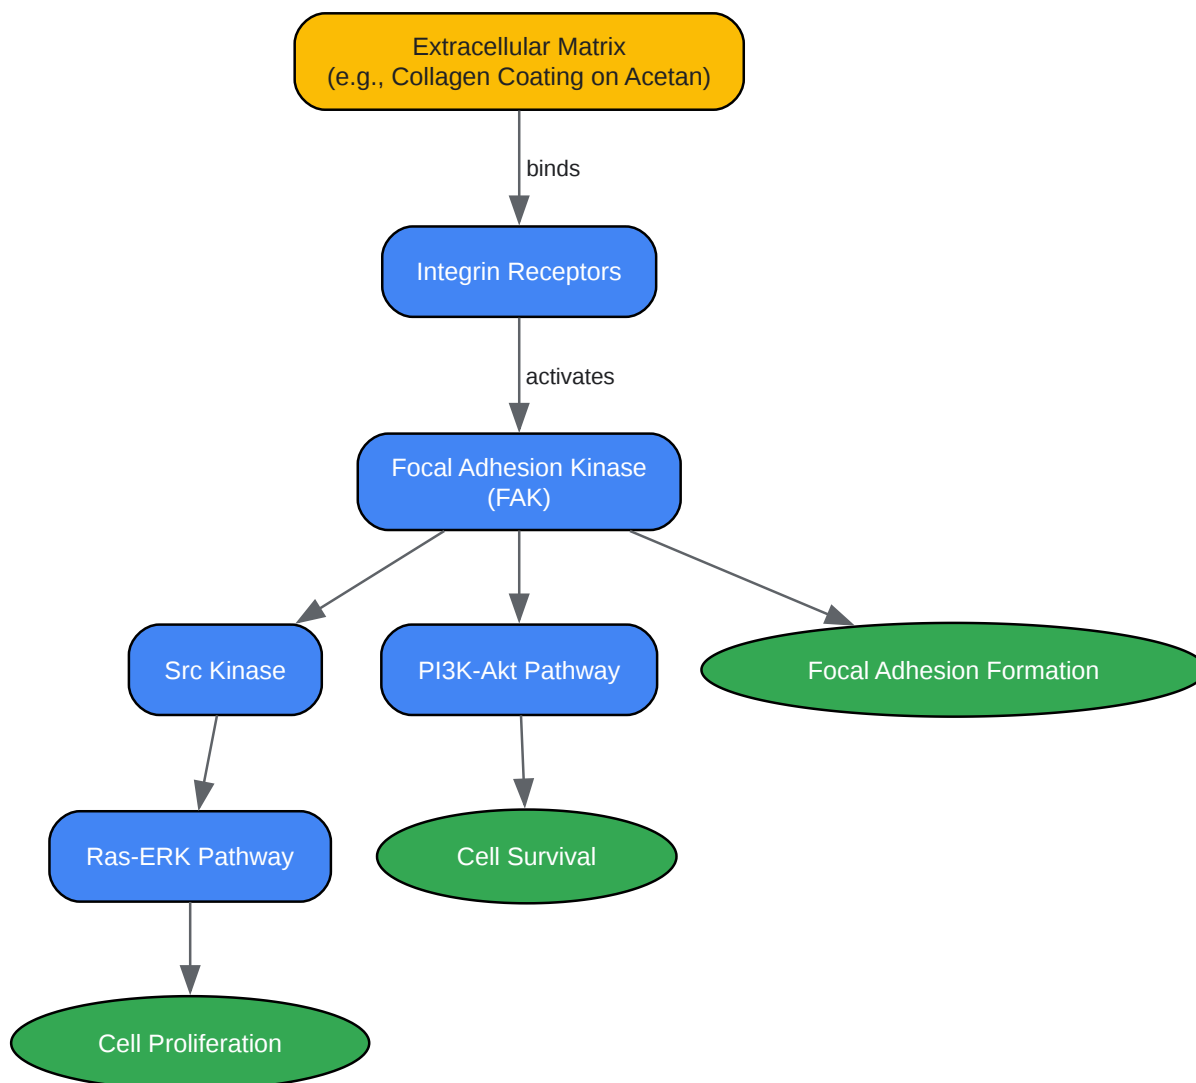 Extracellular Matrix
(e.g., Collagen Coating on Acetan)
binds
Integrin Receptors
activates
Focal Adhesion Kinase
(FAK)
Src Kinase
PI3K-Akt Pathway
Focal Adhesion Formation
Ras-ERK Pathway
Cell Survival
Cell Proliferation